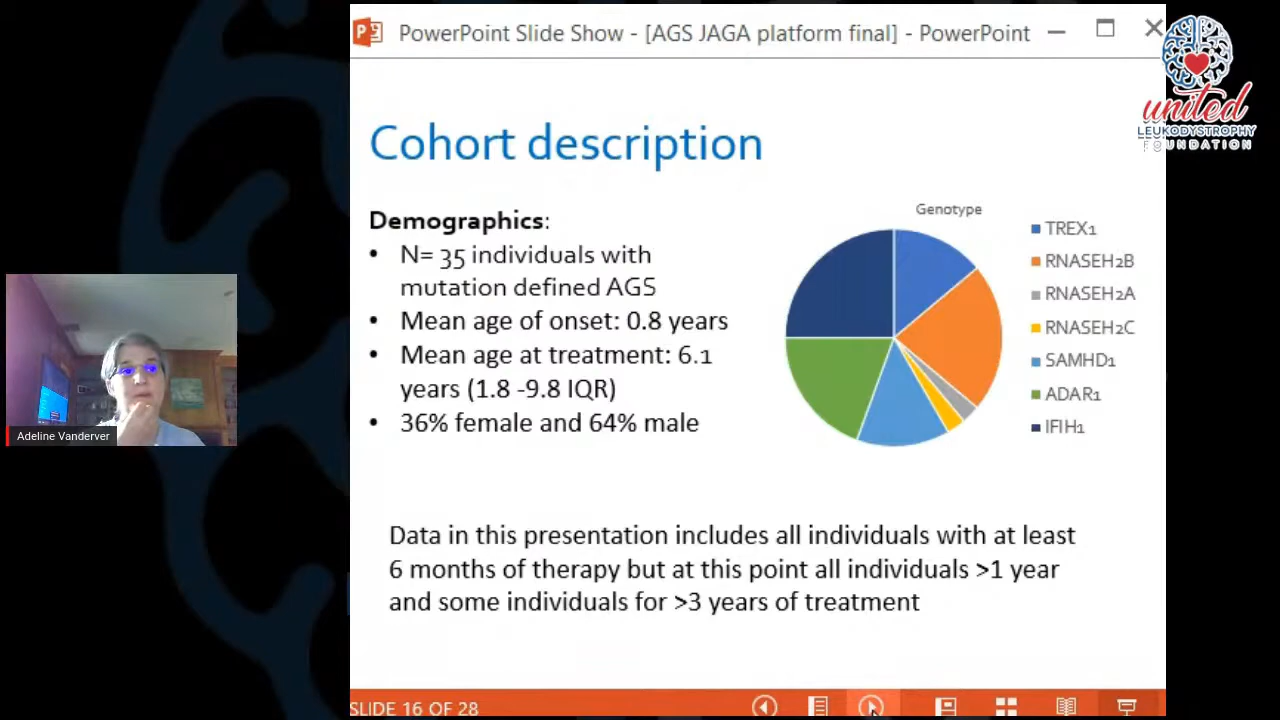 PowerPoint Slide Show - [AGS JAGA platform final] - PowerPoint
united
LEUKODYSTROPHY
FOUNDATION
Cohort description
Demographics:
• N= 35 individuals with
mutation defined AGS
• Mean age of onset: 0.8 years
• Mean age at treatment: 6.1
years (1.8 -9.8 IQR)
• 36% female and 64% male
Genotype
TREX1
RNASEH2B
RNASEH2A
RNASEH2C
SAMHD1
ADAR1
IFIH1
Adeline Vanderver
Data in this presentation includes all individuals with at least
6 months of therapy but at this point all individuals >1 year
and some individuals for >3 years of treatment
SLIDE 16 OF 28